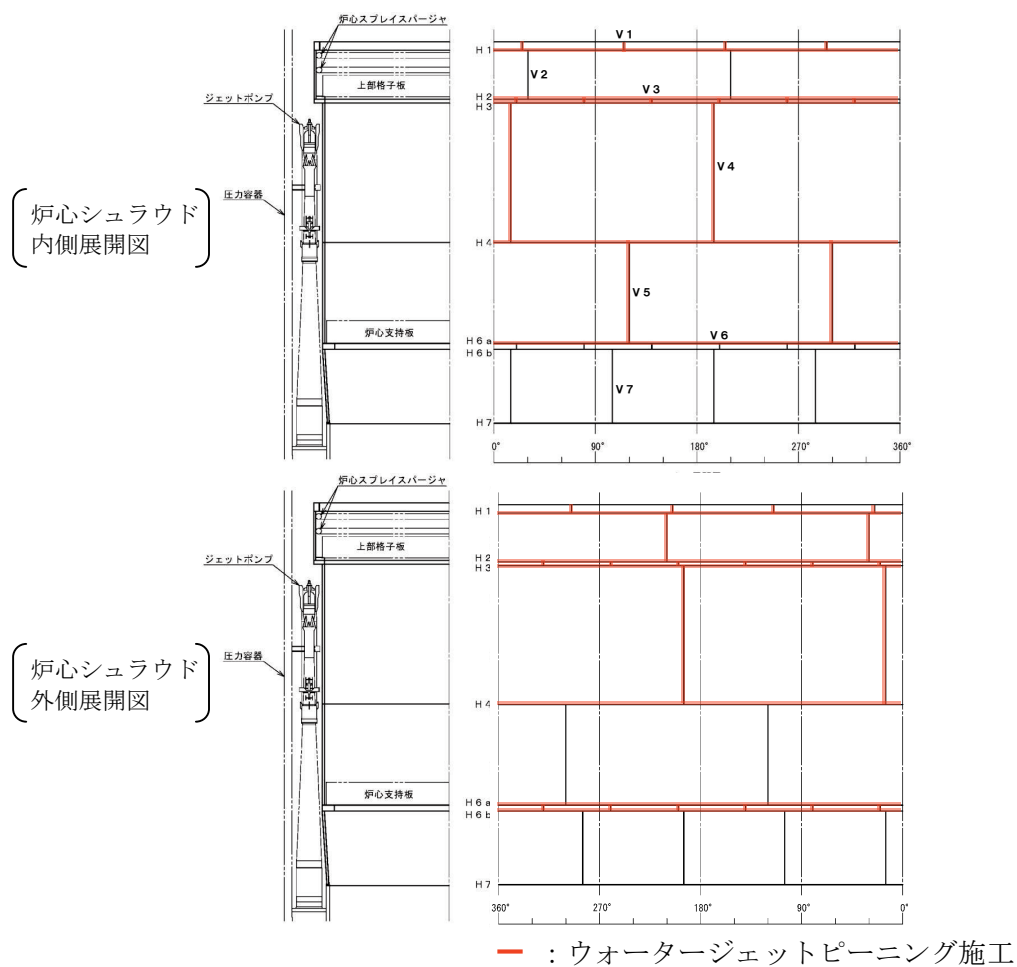 炉心スプレイスパージャ
上部格子板
ジェットポンプ
圧力容器
炉心シュラウド
内側展開図
炉心支持板
V1
H1
V2
H2
V3
H3
V4
H4
V5
H6a
V6
H6b
V7
H7
0° 90° 180° 270° 360°
炉心スプレイスパージャ
上部格子板
ジェットポンプ
圧力容器
炉心シュラウド
外側展開図
炉心支持板
H1
H2
H3
H4
H6a
H6b
H7
360° 270° 180° 90° 0°
：ウォータージェットピーニング施工